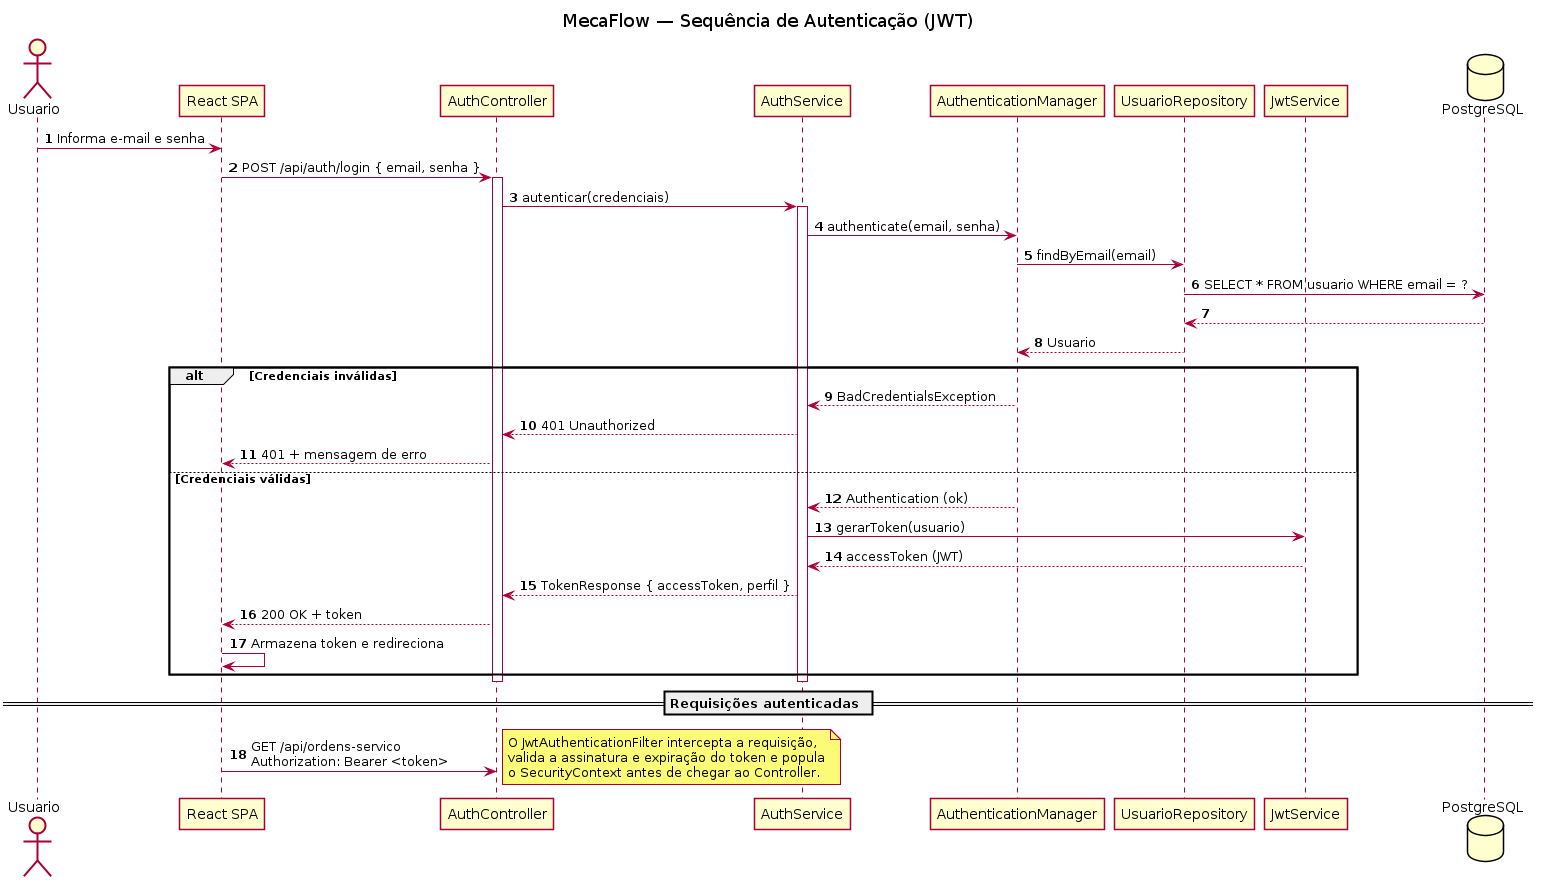 MecaFlow — Sequência de Autenticação (JWT)
Usuario
React SPA
AuthController
AuthService
AuthenticationManager
UsuarioRepository
JwtService
PostgreSQL
1 Informa e-mail e senha
2 POST /api/auth/login { email, senha }
3 autenticar(credenciais)
4 authenticate(email, senha)
5 findByEmail(email)
6 SELECT * FROM usuario WHERE email = ?
7
8 Usuario
alt [Credenciais inválidas]
9 BadCredentialsException
10 401 Unauthorized
11 401 + mensagem de erro
[Credenciais válidas]
12 Authentication (ok)
13 gerarToken(usuario)
14 accessToken (JWT)
15 TokenResponse { accessToken, perfil }
16 200 OK + token
17 Armazena token e redireciona
Requisições autenticadas
18 GET /api/ordens-servico
Authorization: Bearer <token>
O JwtAuthenticationFilter intercepta a requisição,
valida a assinatura e expiração do token e popula
o SecurityContext antes de chegar ao Controller.
Usuario
React SPA
AuthController
AuthService
AuthenticationManager
UsuarioRepository
JwtService
PostgreSQL